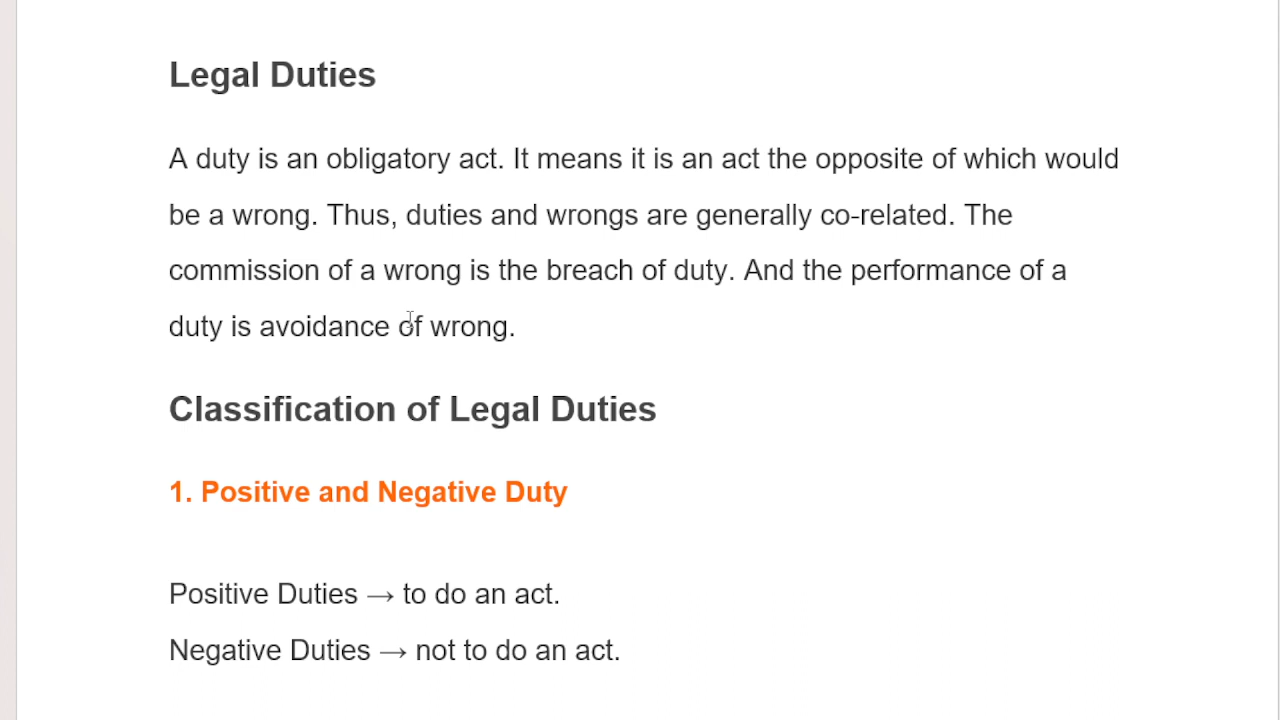 Legal Duties
A duty is an obligatory act. It means it is an act the opposite of which would
be a wrong. Thus, duties and wrongs are generally co-related. The
commission of a wrong is the breach of duty. And the performance of a
duty is avoidance of wrong.
Classification of Legal Duties
1. Positive and Negative Duty
Positive Duties → to do an act.
Negative Duties → not to do an act.